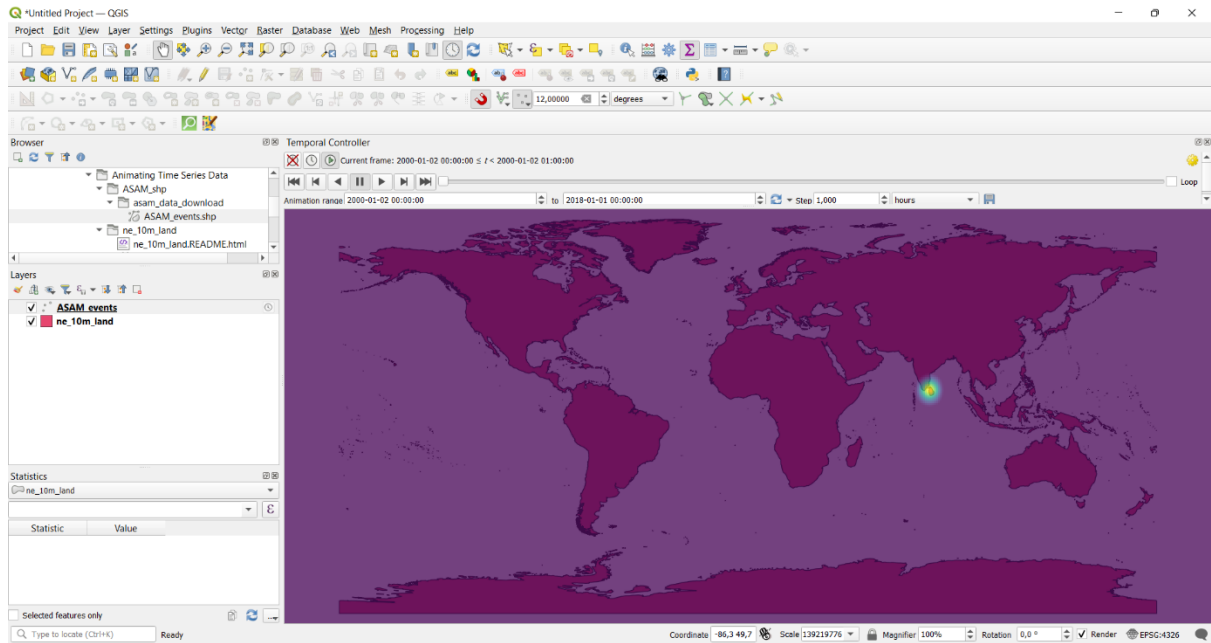 *Untitled Project — QGIS
Project Edit View Layer Settings Plugins Vector Raster Database Web Mesh Processing Help
12,00000 degrees
Browser
Temporal Controller
Current frame: 2000-01-02 00:00:00 ≤ t < 2000-01-02 01:00:00
Loop
Animation range 2000-01-02 00:00:00 to 2018-01-01 00:00:00 Step 1,000 hours
Animating Time Series Data
ASAM_shp
asam_data_download
ASAM_events.shp
ne_10m_land
ne_10m_land.README.html
Layers
ASAM_events
ne_10m_land
Statistics
ne_10m_land
ε
Statistic Value
Selected features only
Type to locate (Ctrl+K) Ready Coordinate -86,3 49,7 Scale 139219776 Magnifier 100% Rotation 0,0 ° Render EPSG:4326